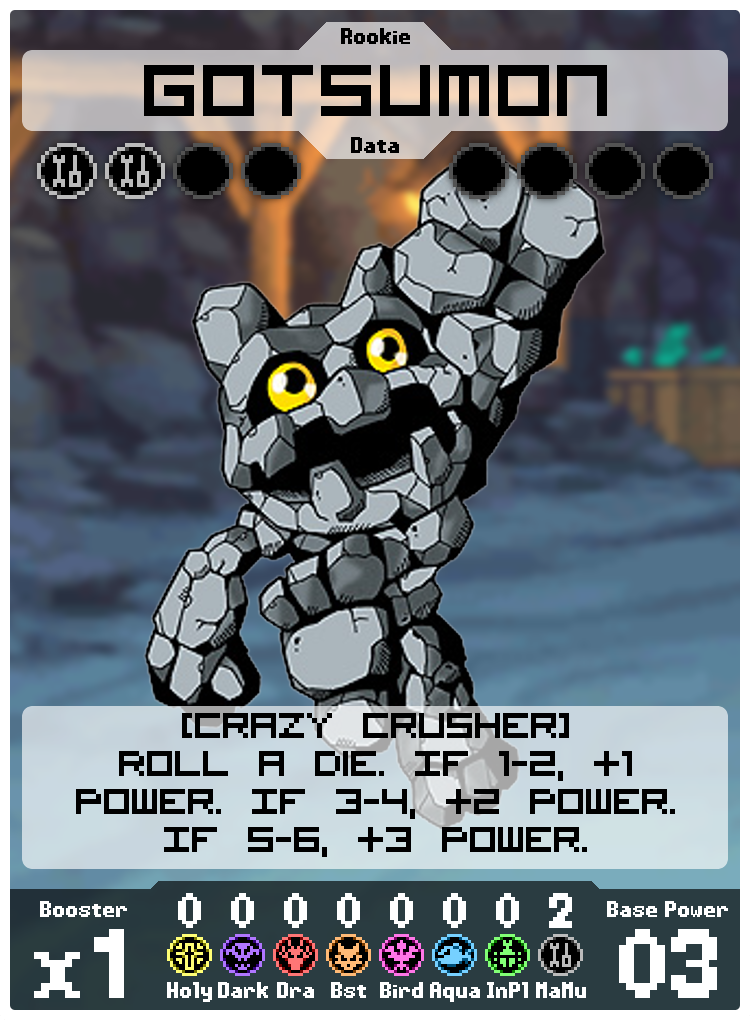 Rookie
GOTSUMON
Data
[CRAZY CRUSHER]
ROLL A DIE. IF 1-2, +1
POWER. IF 3-4, +2 POWER.
IF 5-6, +3 POWER.
Booster 0 0 0 0 0 0 0 2 Base Power
x1 03
Holy Dark Dra Bst Bird Aqua InPl MaMu